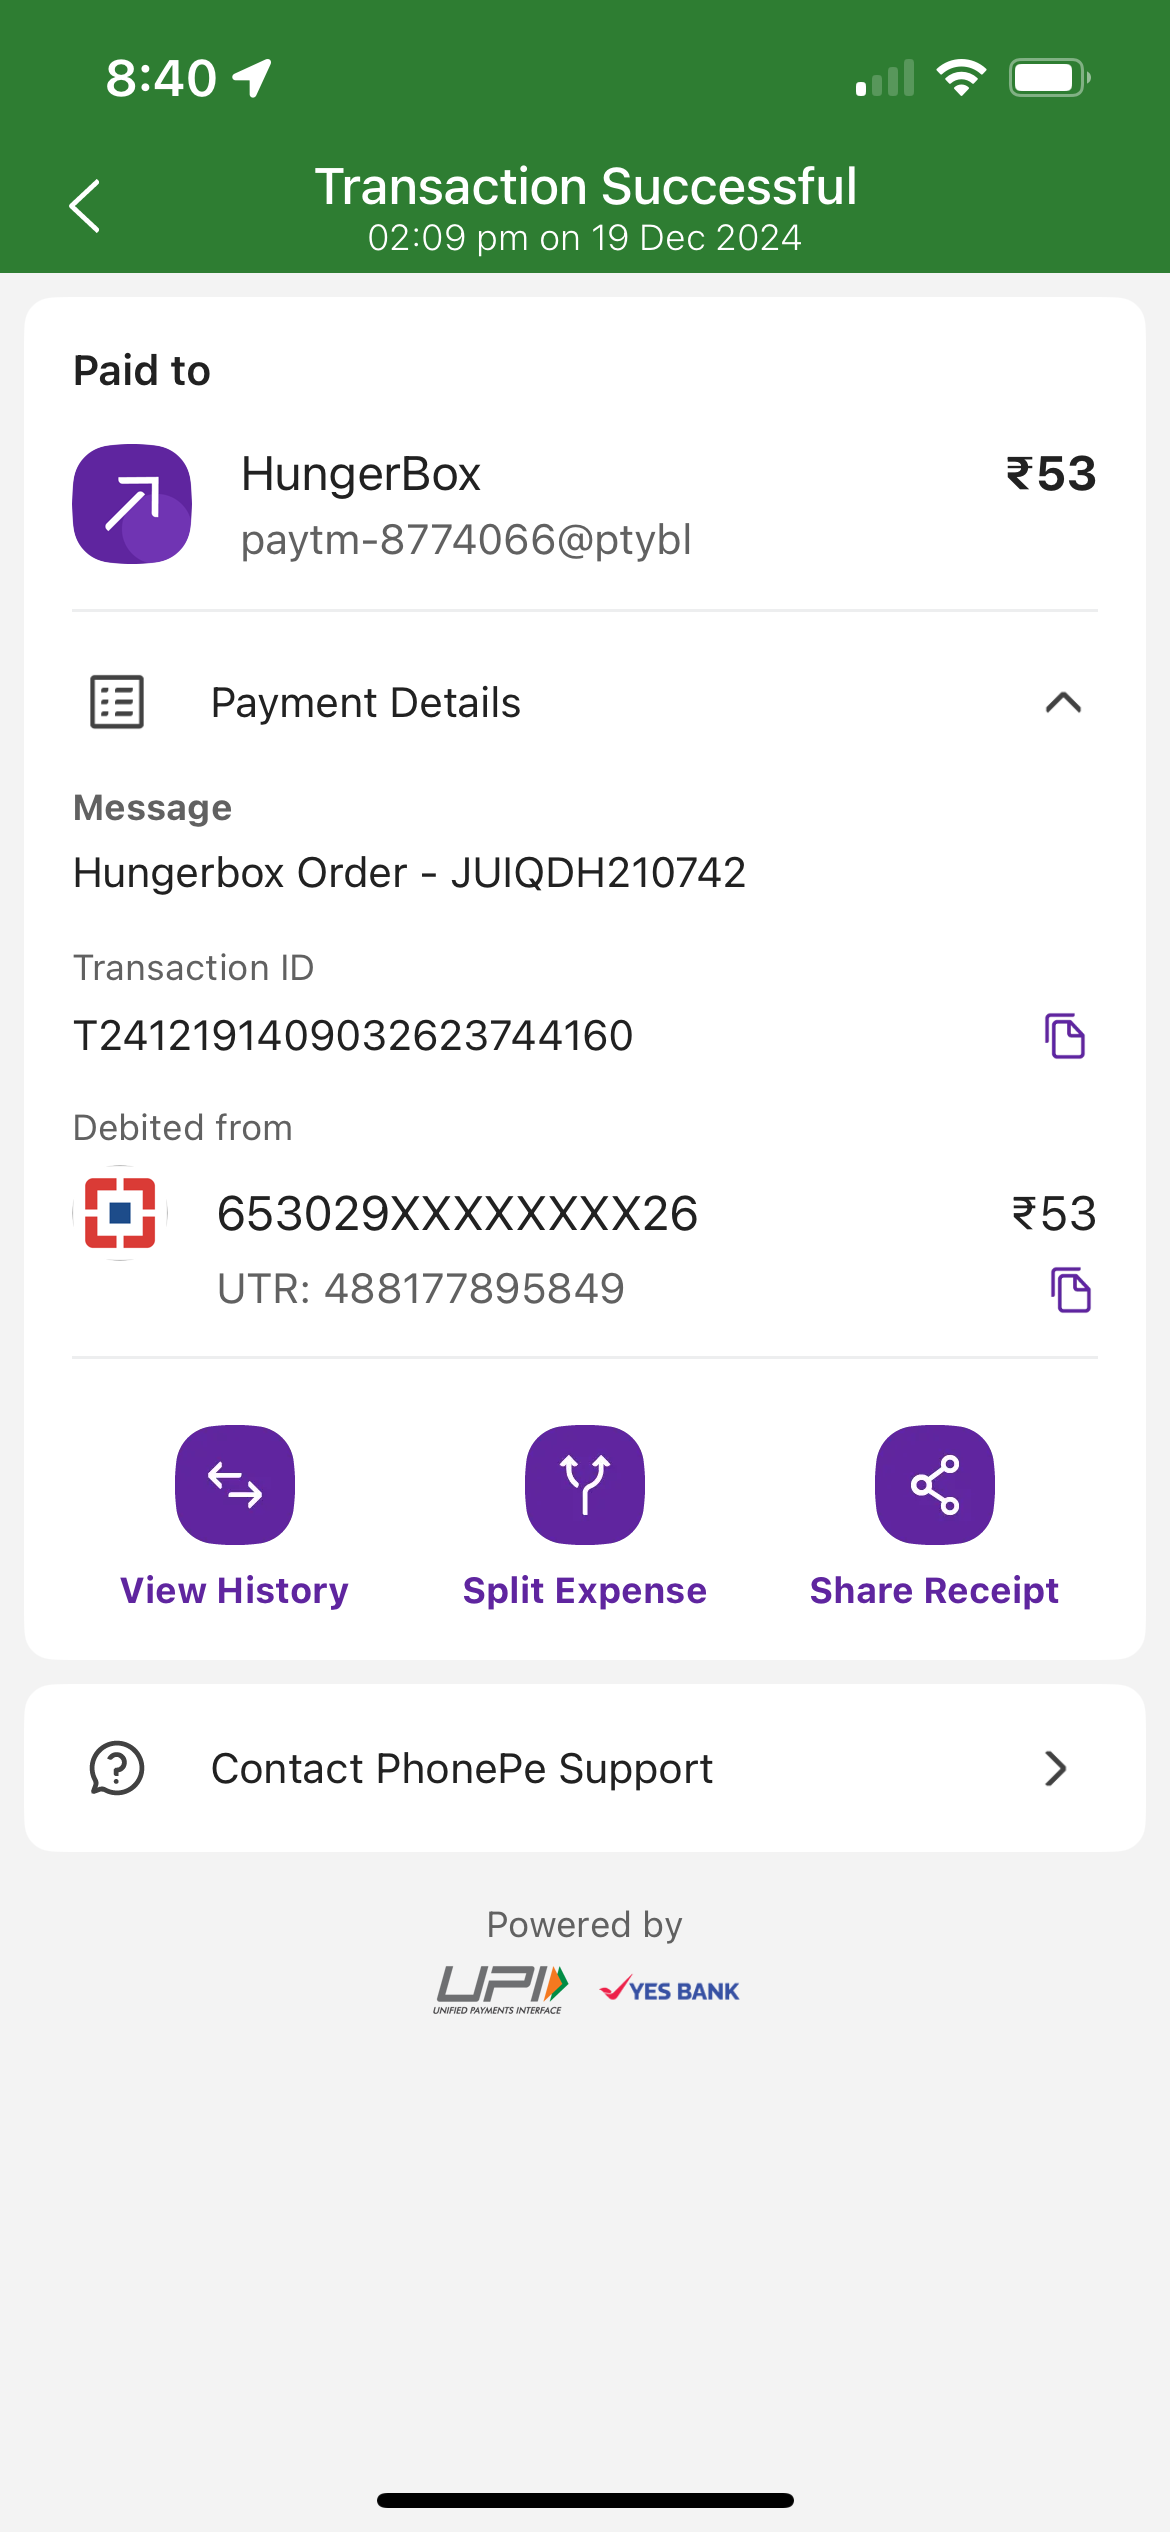 8:40
Transaction Successful
02:09 pm on 19 Dec 2024
Paid to
HungerBox ₹53
paytm-8774066@ptybl
Payment Details
Message
Hungerbox Order - JUIQDH210742
Transaction ID
T2412191409032623744160
Debited from
653029XXXXXXXX26 ₹53
UTR: 488177895849
View History Split Expense Share Receipt
Contact PhonePe Support
Powered by
UPI YES BANK
UNIFIED PAYMENTS INTERFACE